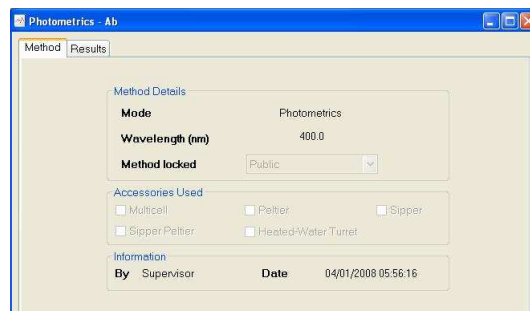 Photometrics - Ab
Method Results
Method Details
Mode Photometrics
Wavelength (nm) 400.0
Method locked Public
Accessories Used
Multicell Peltier Sipper
Sipper Peltier Heated-Water Turret
Information
By Supervisor Date 04/01/2008 05:56:16